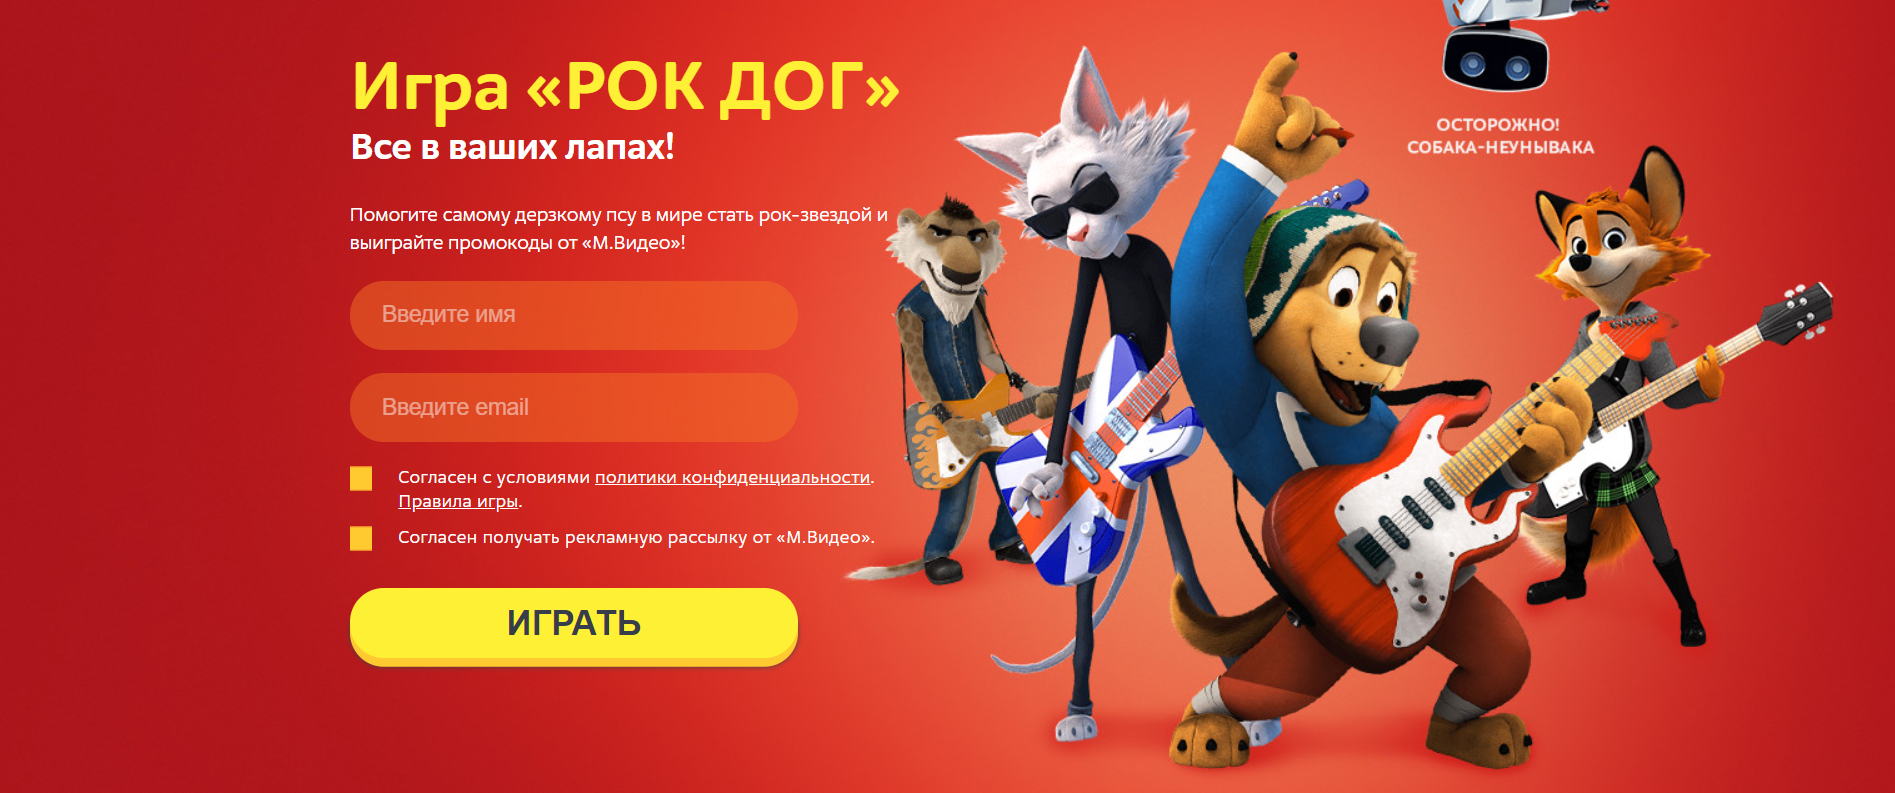 Игра «РОК ДОГ»
Все в ваших лапах!
Помогите самому дерзкому псу в мире стать рок-звездой и
выиграйте промокоды от «М.Видео»!
Введите имя
Введите email
Согласен с условиями политики конфиденциальности.
Правила игры.
Согласен получать рекламную рассылку от «М.Видео».
ИГРАТЬ
ОСТОРОЖНО!
СОБАКА-НЕУНЫВАКА